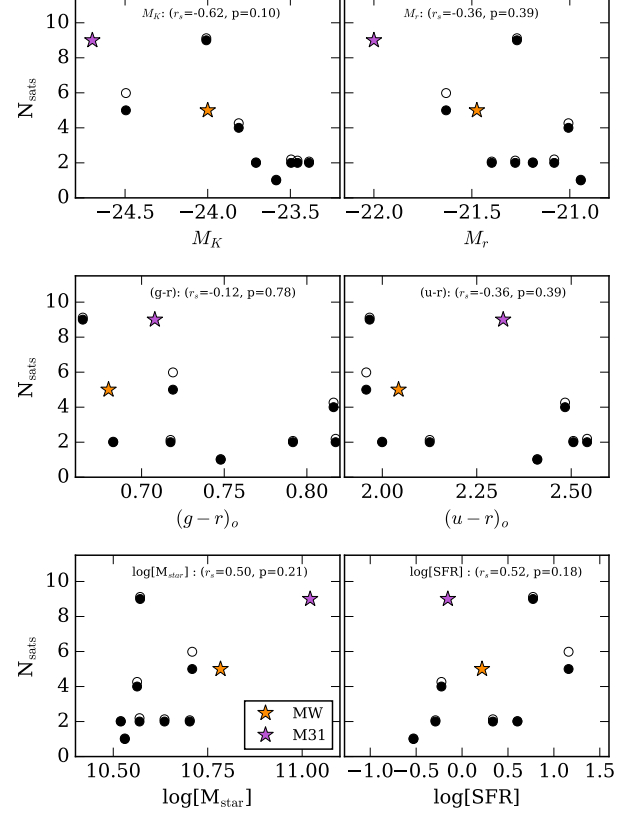 M_K: (r_s=-0.62, p=0.10)
M_r: (r_s=-0.36, p=0.39)
10
8
6
4
2
0
N_sats
−24.5 −24.0 −23.5
−22.0 −21.5 −21.0
M_K
M_r
(g-r): (r_s=-0.12, p=0.78)
(u-r): (r_s=-0.36, p=0.39)
10
8
6
4
2
0
N_sats
0.70 0.75 0.80
2.00 2.25 2.50
(g − r)_o
(u − r)_o
log[M_star] : (r_s=0.50, p=0.21)
log[SFR] : (r_s=0.52, p=0.18)
10
8
6
4
2
0
N_sats
MW
M31
10.50 10.75 11.00
−1.0 −0.5 0.0 0.5 1.0 1.5
log[M_star]
log[SFR]